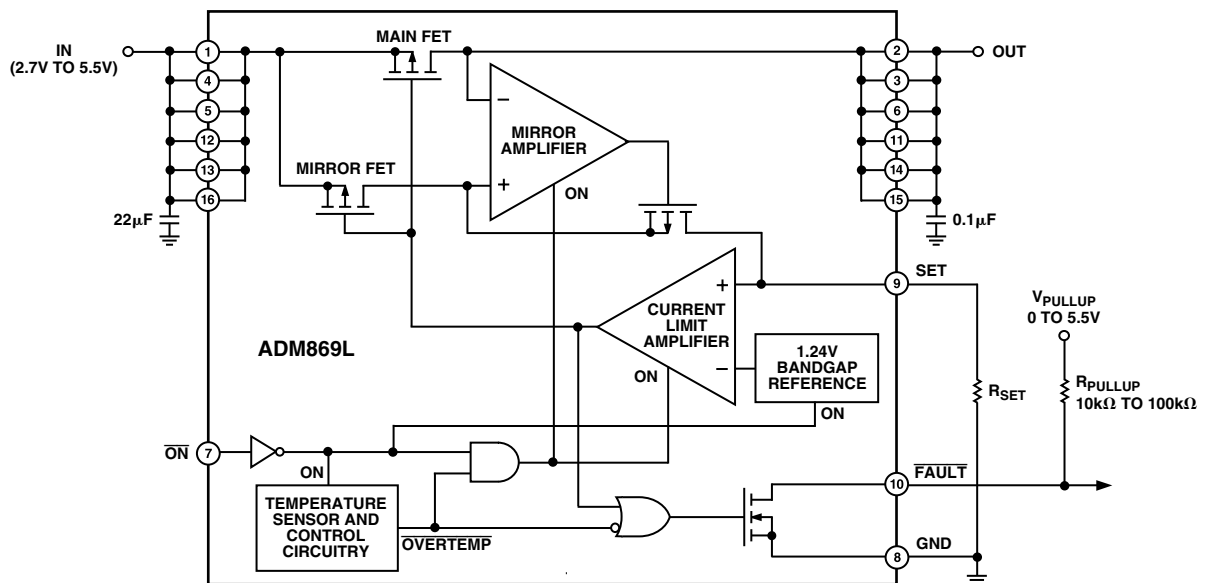 MAIN FET
IN
(2.7V TO 5.5V)
1
4
5
12
13
16
22μF
MIRROR FET
−
MIRROR
AMPLIFIER
+
ON
2
3
6
11
14
15
OUT
0.1μF
SET
9
+
CURRENT
LIMIT
AMPLIFIER
−
ON
1.24V
BANDGAP
REFERENCE
ON
ADM869L
VPULLUP
0 TO 5.5V
RSET
RPULLUP
10kΩ TO 100kΩ
ON
7
ON
TEMPERATURE
SENSOR AND
CONTROL
CIRCUITRY
OVERTEMP
FAULT
10
GND
8